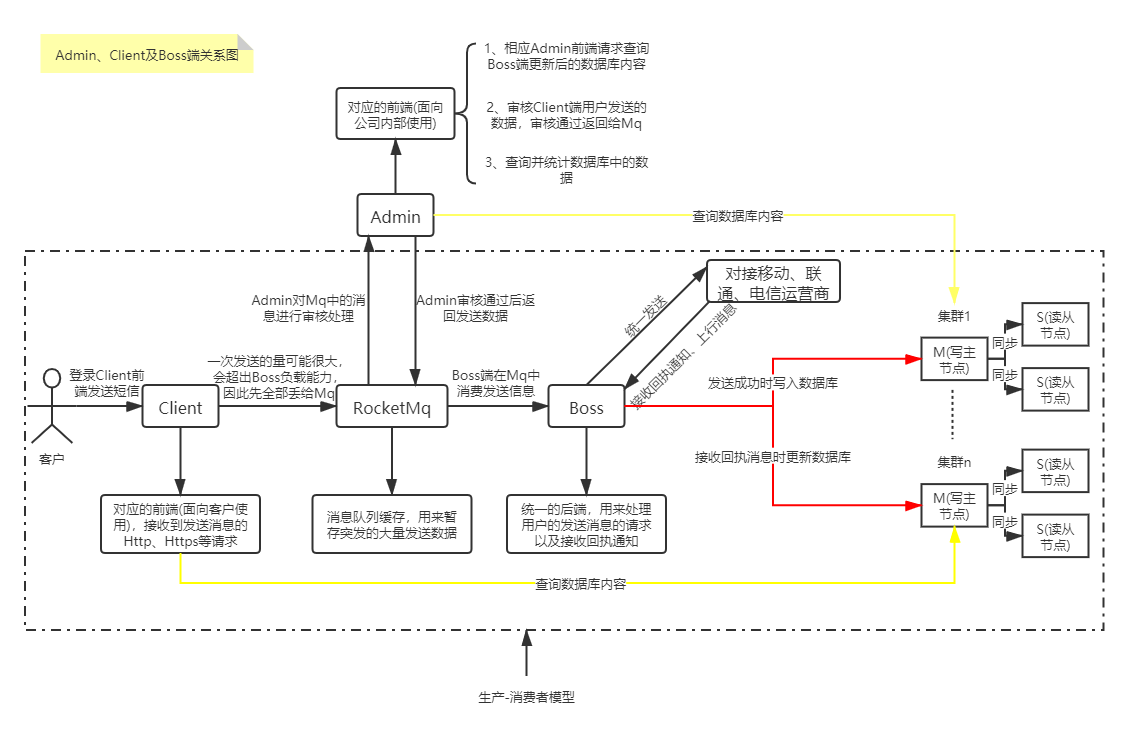 Admin、Client及Boss端关系图
1、相应Admin前端请求查询
Boss端更新后的数据库内容
对应的前端(面向
公司内部使用)
2、审核Client端用户发送的
数据，审核通过返回给Mq
3、查询并统计数据库中的数
据
Admin
查询数据库内容
Admin对Mq中的消
息进行审核处理
Admin审核通过后返
回发送数据
统一发送
对接移动、联
通、电信运营商
接收回执通知、上行消息、
集群1
M(写主
节点)
同步
同步
S(读从
节点)
S(读从
节点)
登录Client前
端发送短信
客户
Client
一次发送的量可能很大，
会超出Boss负载能力，
因此先全部丢给Mq
RocketMq
Boss端在Mq中
消费发送信息
Boss
发送成功时写入数据库
接收回执消息时更新数据库
集群n
M(写主
节点)
同步
同步
S(读从
节点)
S(读从
节点)
对应的前端(面向客户使
用)，接收到发送消息的
Http、Https等请求
消息队列缓存，用来暂
存突发的大量发送数据
统一的后端，用来处理
用户的发送消息的请求
以及接收回执通知
查询数据库内容
生产-消费者模型